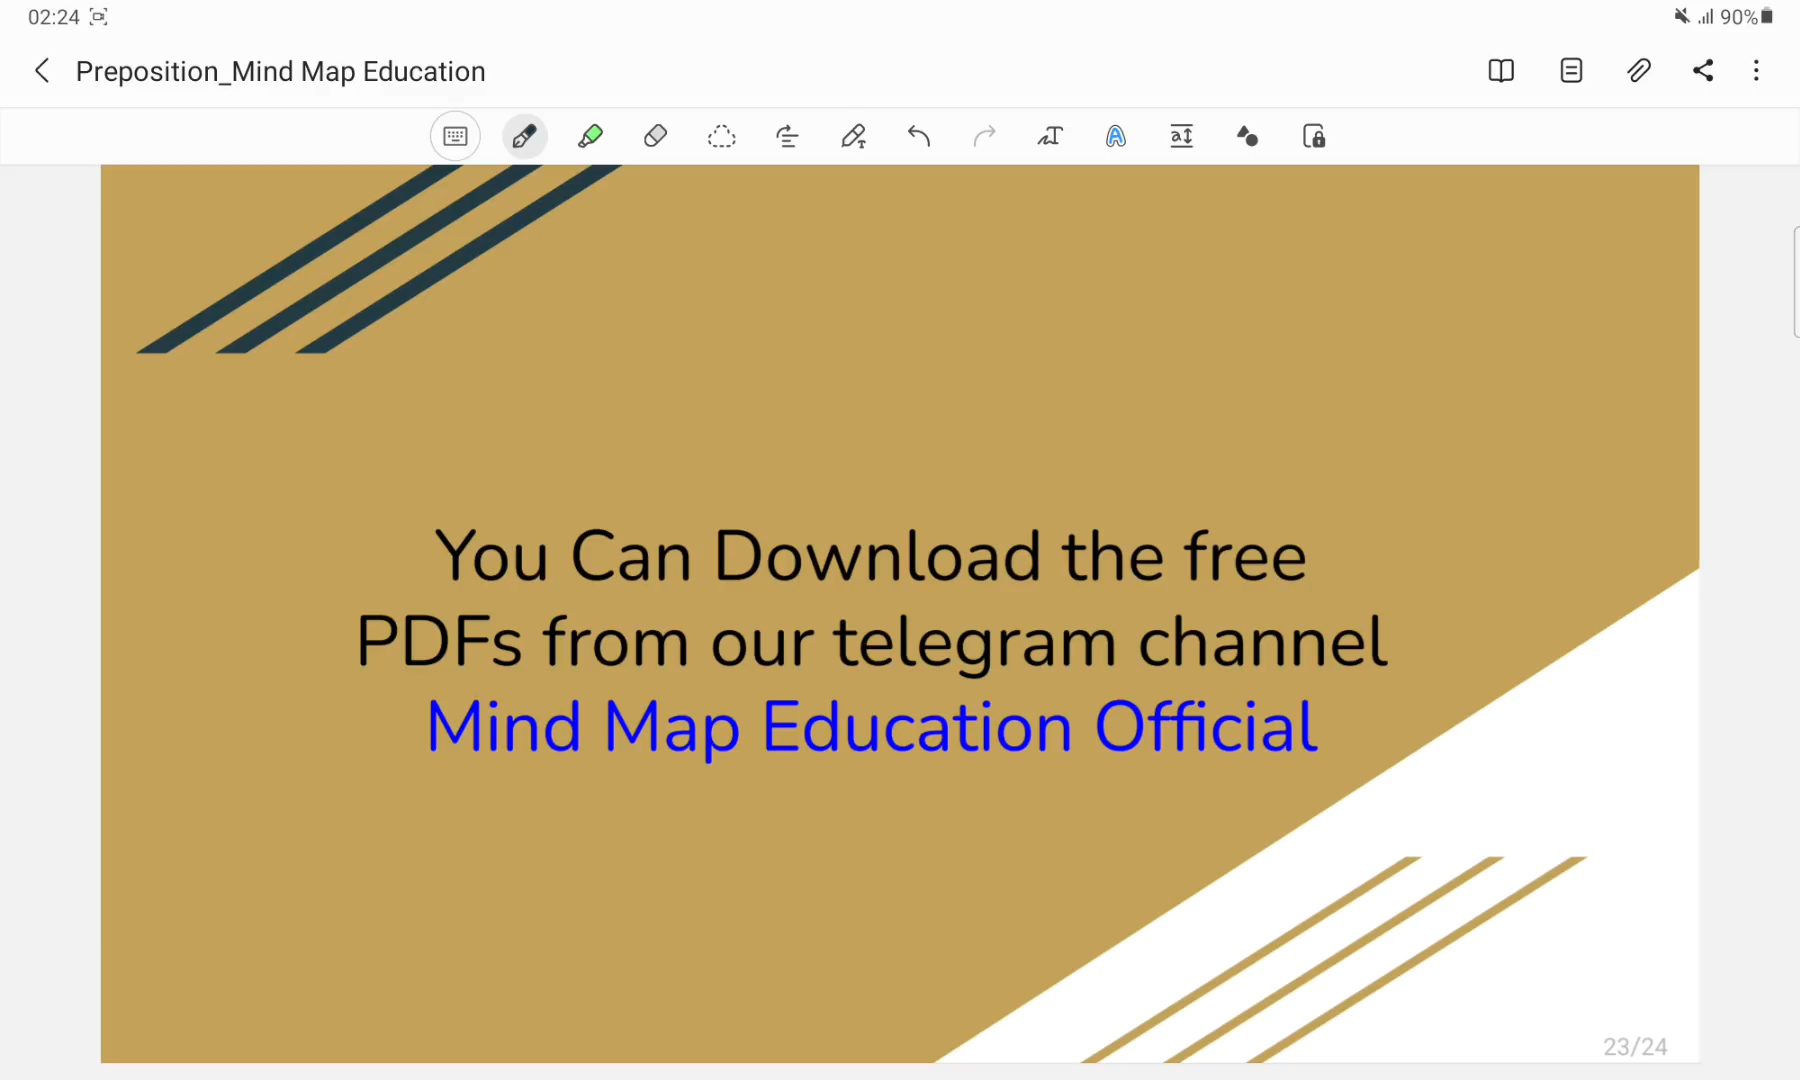 02:24
90%
Preposition_Mind Map Education
You Can Download the free
PDFs from our telegram channel
Mind Map Education Official
23/24